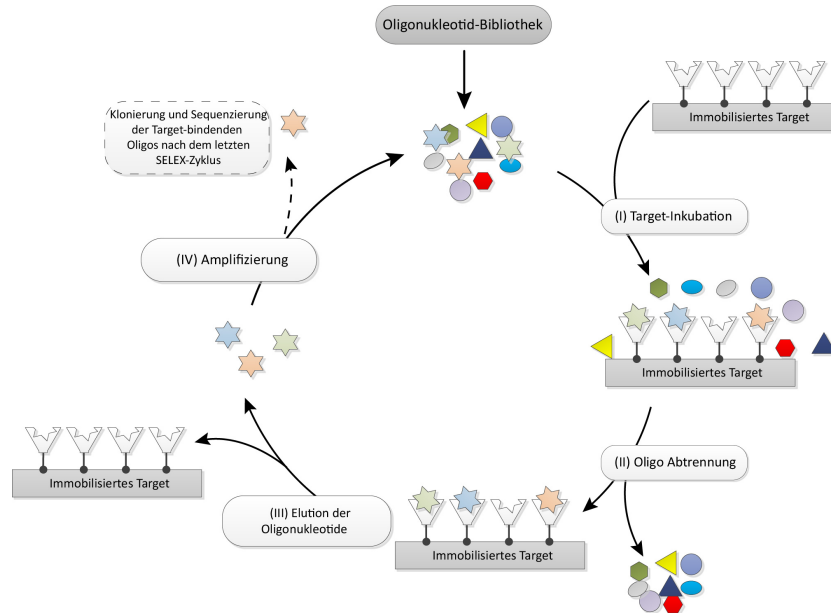 Oligonukleotid-Bibliothek
Immobilisiertes Target
Klonierung und Sequenzierung
der Target-bindenden
Oligos nach dem letzten
SELEX-Zyklus
(I) Target-Inkubation
(IV) Amplifizierung
Immobilisiertes Target
(II) Oligo Abtrennung
Immobilisiertes Target
(III) Elution der
Oligonukleotide
Immobilisiertes Target